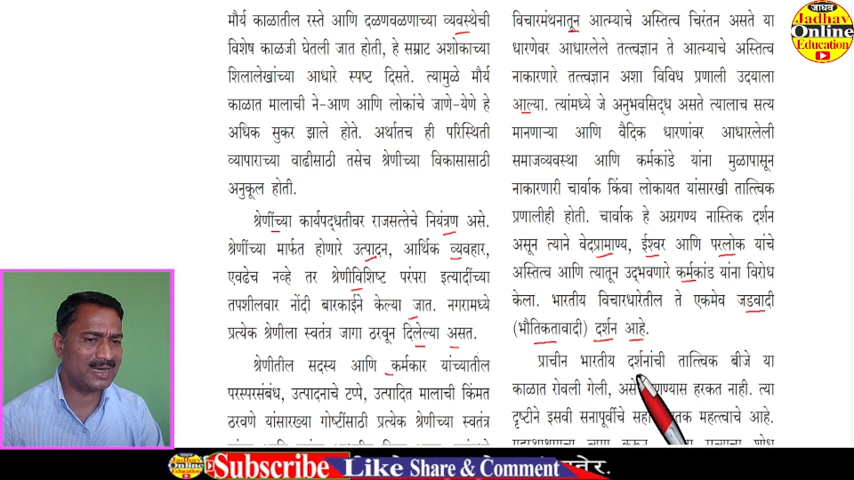 मौर्य काळातील रस्ते आणि दळणवळणाच्या व्यवस्थेची
विशेष काळजी घेतली जात होती, हे सम्राट अशोकाच्या
शिलालेखांच्या आधारे स्पष्ट दिसते. त्यामुळे मौर्य
काळात मालाची ने-आण आणि लोकांचे जाणे-येणे हे
अधिक सुकर झाले होते. अर्थातच ही परिस्थिती
व्यापाराच्या वाढीसाठी तसेच श्रेणीच्या विकासासाठी
अनुकूल होती.
श्रेणींच्या कार्यपद्धतीवर राजसत्तेचे नियंत्रण असे.
श्रेणींच्या मार्फत होणारे उत्पादन, आर्थिक व्यवहार,
एवढेच नव्हे तर श्रेणीविशिष्ट परंपरा इत्यादींच्या
तपशीलवार नोंदी बारकाईने केल्या जात. नगरामध्ये
प्रत्येक श्रेणीला स्वतंत्र जागा ठरवून दिलेल्या असत.
श्रेणीतील सदस्य आणि कर्मकार यांच्यातील
परस्परसंबंध, उत्पादनाचे टप्पे, उत्पादित मालाची किंमत
ठरवणे यांसारख्या गोष्टींसाठी प्रत्येक श्रेणीच्या स्वतंत्र
विचारमंथनातून आत्म्याचे अस्तित्व चिरंतन असते या
धारणेवर आधारलेले तत्त्वज्ञान ते आत्म्याचे अस्तित्व
नाकारणारे तत्त्वज्ञान अशा विविध प्रणाली उदयाला
आल्या. त्यांमध्ये जे अनुभवसिद्ध असते त्यालाच सत्य
मानणाऱ्या आणि वैदिक धारणांवर आधारलेली
समाजव्यवस्था आणि कर्मकांडे यांना मुळापासून
नाकारणारी चार्वाक किंवा लोकायत यांसारखी तात्त्विक
प्रणालीही होती. चार्वाक हे अग्रगण्य नास्तिक दर्शन
असून त्याने वेदप्रामाण्य, ईश्वर आणि परलोक यांचे
अस्तित्व आणि त्यातून उद्भवणारे कर्मकांड यांना विरोध
केला. भारतीय विचारधारेतील ते एकमेव जडवादी
(भौतिकतावादी) दर्शन आहे.
प्राचीन भारतीय दर्शनांची तात्त्विक बीजे या
काळात रोवली गेली, हरकत नाही. त्या
दृष्टीने इसवी सनापूर्वीचे महत्त्वाचे आहे.
जाधव
Jadhav
Online
Education
Jadhav
Online
Education
Subscribe Like Share & Comment